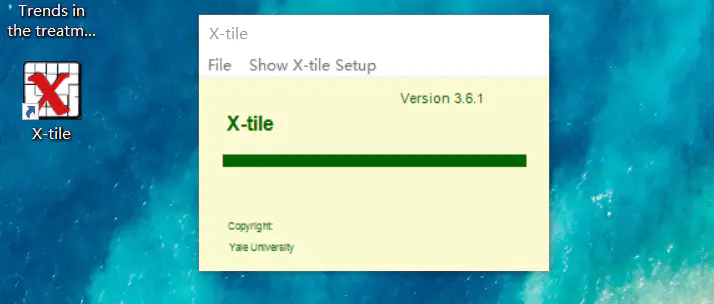 Trends in
the treatm...
X-tile
X-tile
File Show X-tile Setup
Version 3.6.1
X-tile
Copyright:
Yale University